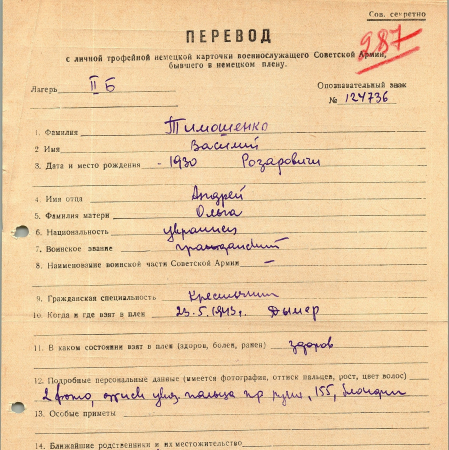 Сов. секретно
ПЕРЕВОД
287
с личной трофейной немецкой карточки военнослужащего Советской Армии,
бывшего в немецком плену.
Лагерь II Б
Опознавательный знак
№ 124736
1. Фамилия Тимошенко
2 Имя Василий
3. Дата и место рождения - 1930 Розаровичи
4. Имя отца Андрей
5. Фамилия матери Ольга
6. Национальность украинец
7. Воинское звание гражданский
8. Наименование воинской части Советской Армии –
9. Гражданская специальность Крестьянин
10. Когда и где взят в плен 23.5.1943г. Дымер
11. В каком состоянии взят в плен (здоров, болен, ранен) здоров
12. Подробные персональные данные (имеется фотография, оттиск пальцев, рост, цвет волос)
2 фото, оттиск указ. пальца пр. руки, 155, блондин
13. Особые приметы
14. Ближайшие родственники и их местожительство